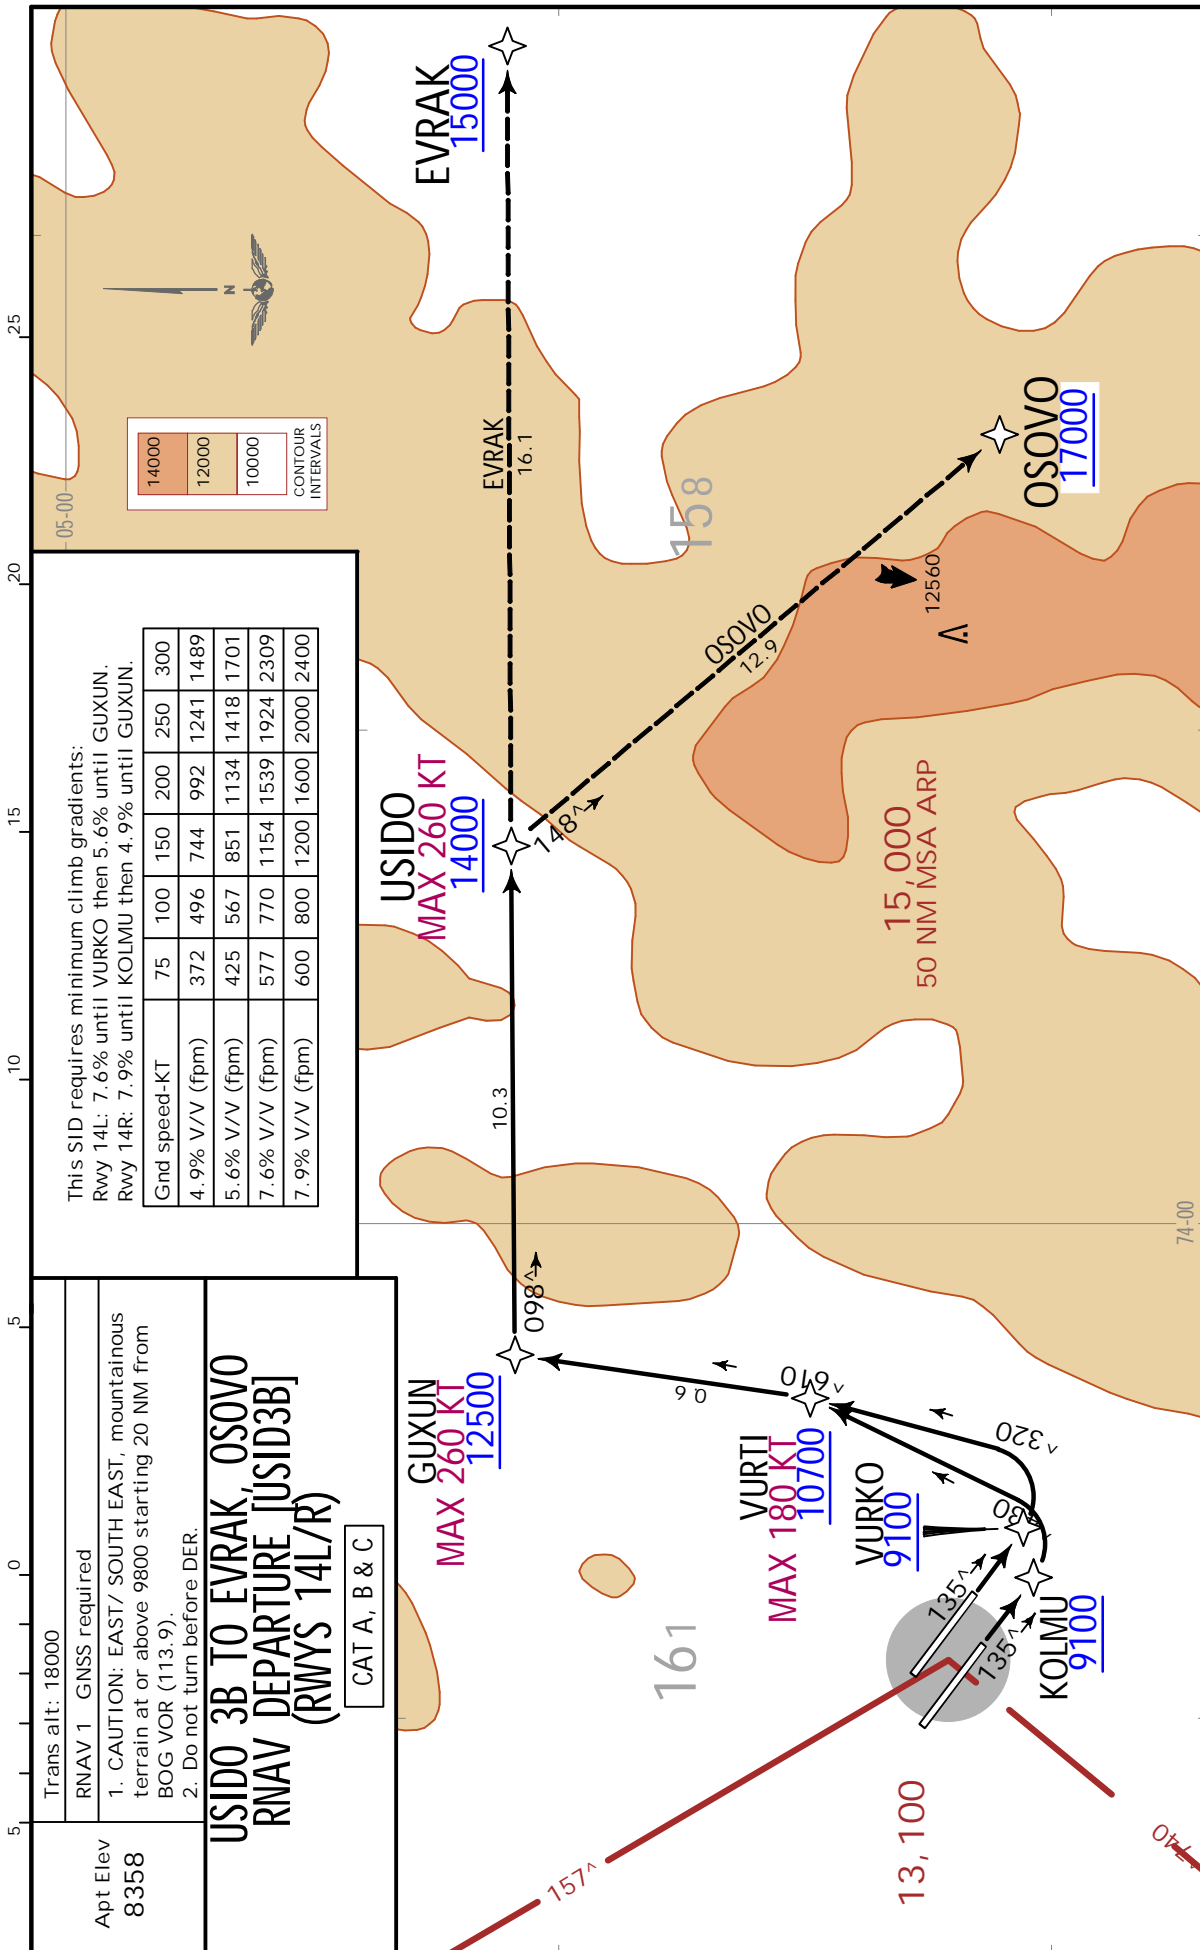 Apt Elev
8358
Trans alt: 18000
RNAV 1 GNSS required
1. CAUTION: EAST/ SOUTH EAST, mountainous
terrain at or above 9800 starting 20 NM from
BOG VOR (113.9).
2. Do not turn before DER.
USIDO 3B TO EVRAK, OSOVO
RNAV DEPARTURE [USID3B]
(RWYS 14L/R)
CAT A, B & C
This SID requires minimum climb gradients:
Rwy 14L: 7.6% until VURKO then 5.6% until GUXUN.
Rwy 14R: 7.9% until KOLMU then 4.9% until GUXUN.
Gnd speed-KT 75 100 150 200 250 300
4.9% V/V (fpm) 372 496 744 992 1241 1489
5.6% V/V (fpm) 425 567 851 1134 1418 1701
7.6% V/V (fpm) 577 770 1154 1539 1924 2309
7.9% V/V (fpm) 600 800 1200 1600 2000 2400
5 0 5 10 15 20 25
05-00
14000
12000
10000
CONTOUR
INTERVALS
N
EVRAK
15000
EVRAK
16.1
USIDO
MAX 260 KT
14000
148^
OSOVO
12.9
OSOVO
17000
158
12560
15,000
50 NM MSA ARP
10.3
098^
GUXUN
MAX 260 KT
12500
019^
VURTI
MAX 180 KT
10700
320^
VURKO
9100
135^
135^
KOLMU
9100
161
157^
13,100
74-00